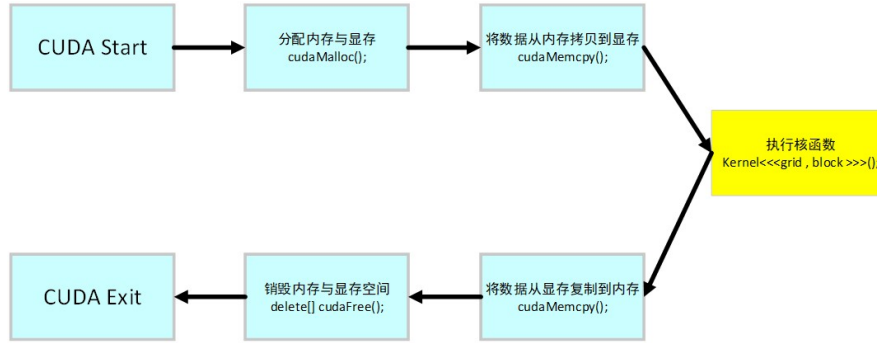 CUDA Start
分配内存与显存
cudaMalloc();
将数据从内存拷贝到显存
cudaMemcpy();
执行核函数
Kernel<<<grid , block >>>();
将数据从显存复制到内存
cudaMemcpy();
销毁内存与显存空间
delete[] cudaFree();
CUDA Exit